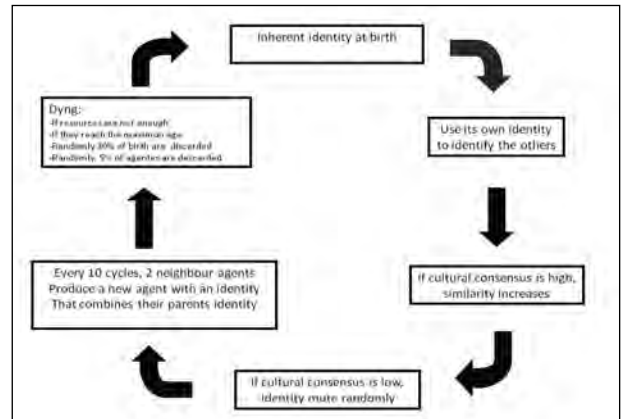 Inherent identity at birth
Use its own identity
to identify the others
If cultural consensus is high,
similarity increases
If cultural consensus is low,
identity mute randomly
Every 10 cycles, 2 neighbour agents
Produce a new agent with an identity
That combines their parents identity
Dyng:
-If resources are not enough
-If they reach the maximum age
-Randomly 30% of birth are discarded
-Randomly 5% of agentes are descarded